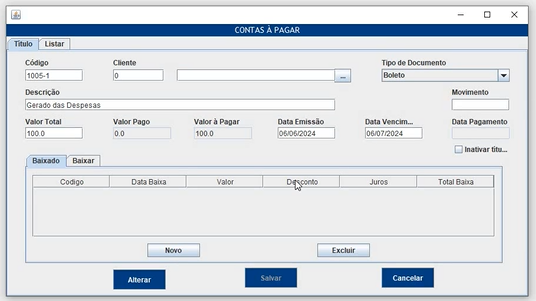 CONTAS À PAGAR
Título Listar
Código Cliente Tipo de Documento
1005-1 0 ... Boleto
Descrição Movimento
Gerado das Despesas
Valor Total Valor Pago Valor à Pagar Data Emissão Data Vencim... Data Pagamento
100.0 0.0 100.0 06/06/2024 06/07/2024
Inativar titu...
Baixado Baixar
Codigo Data Baixa Valor Desconto Juros Total Baixa
Novo Excluir
Alterar Salvar Cancelar